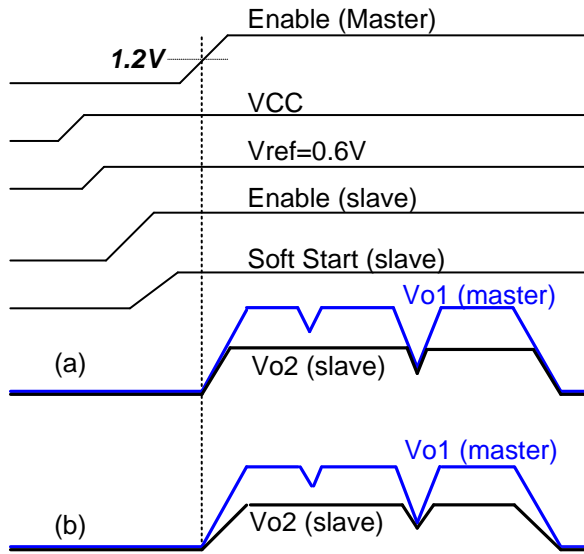 Enable (Master)
1.2V
VCC
Vref=0.6V
Enable (slave)
Soft Start (slave)
Vo1 (master)
(a)
Vo2 (slave)
Vo1 (master)
(b)
Vo2 (slave)